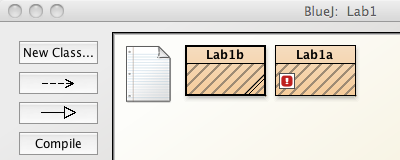 BlueJ: Lab1
New Class...
Lab1b
Lab1a
Compile